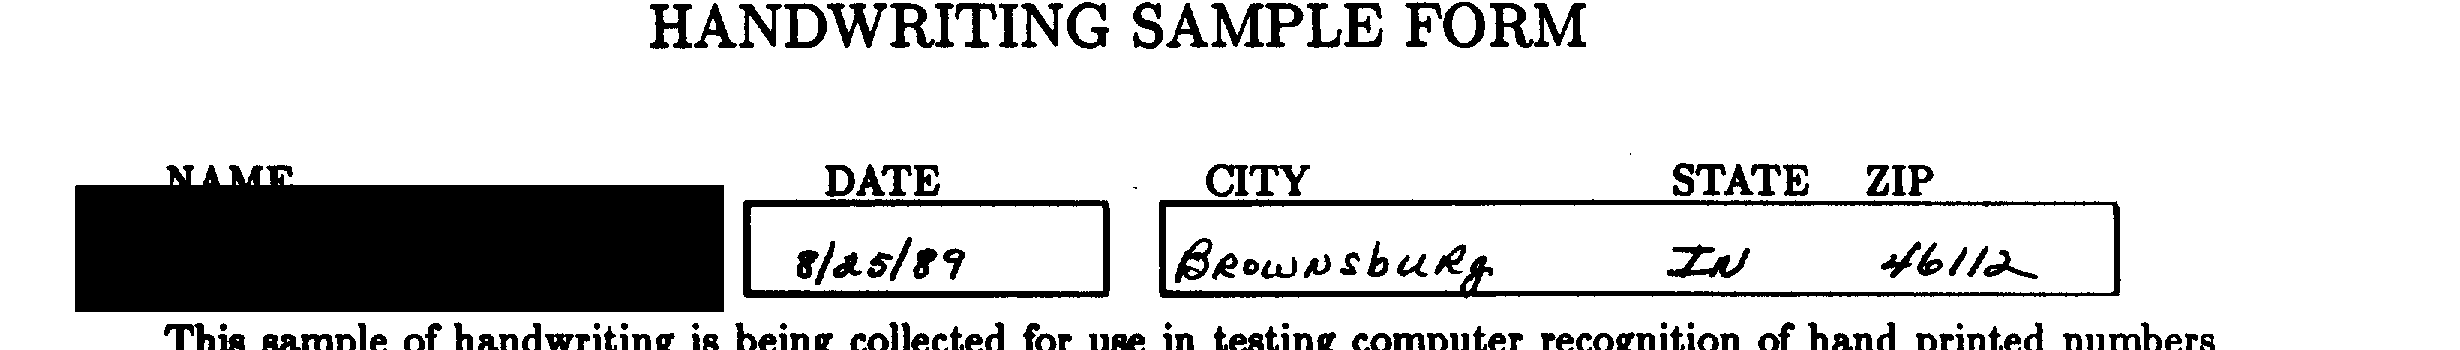 HANDWRITING SAMPLE FORM
NAME DATE CITY STATE ZIP
8/25/89 BROWNSbURg IN 46112
This sample of handwriting is being collected for use in testing computer recognition of hand printed numbers